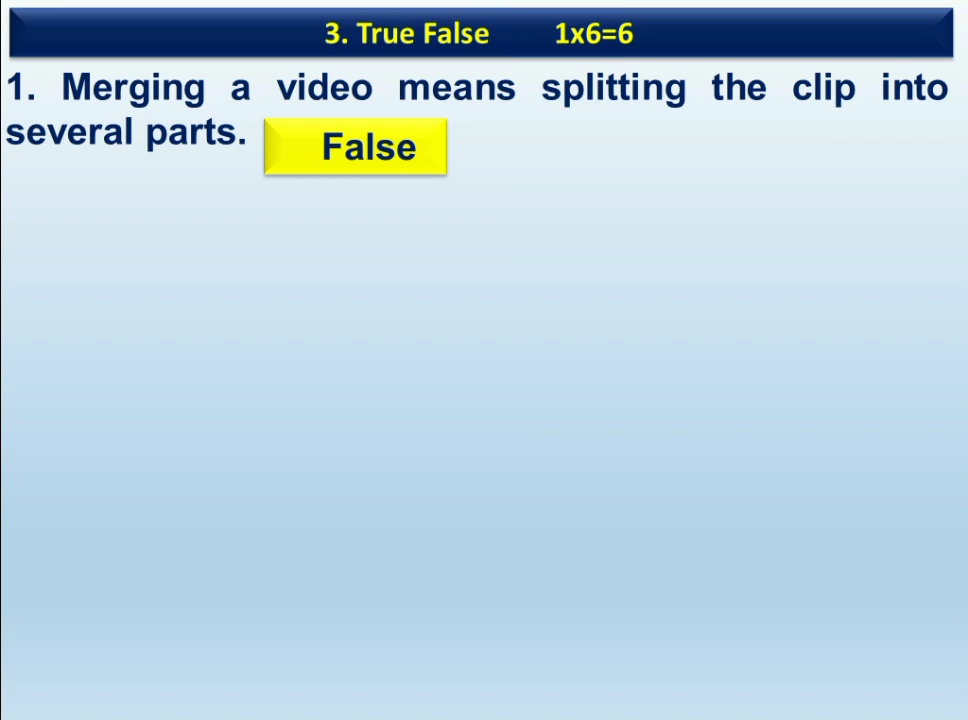 3. True False 1x6=6
1. Merging a video means splitting the clip into
several parts.
False